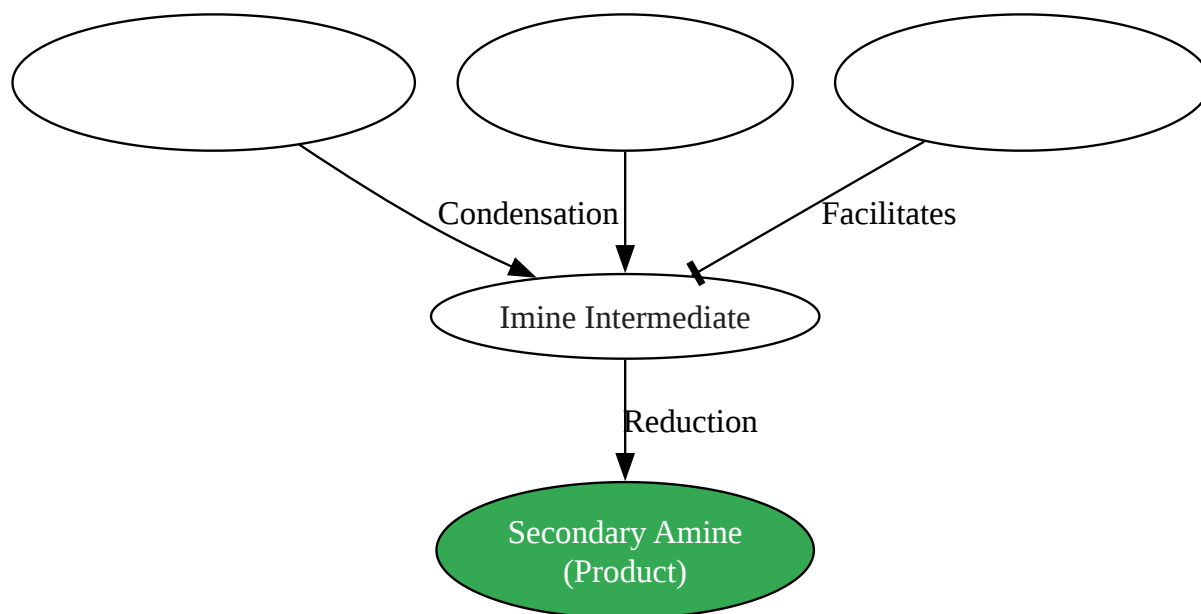 Condensation
Facilitates
Imine Intermediate
Reduction
Secondary Amine
(Product)